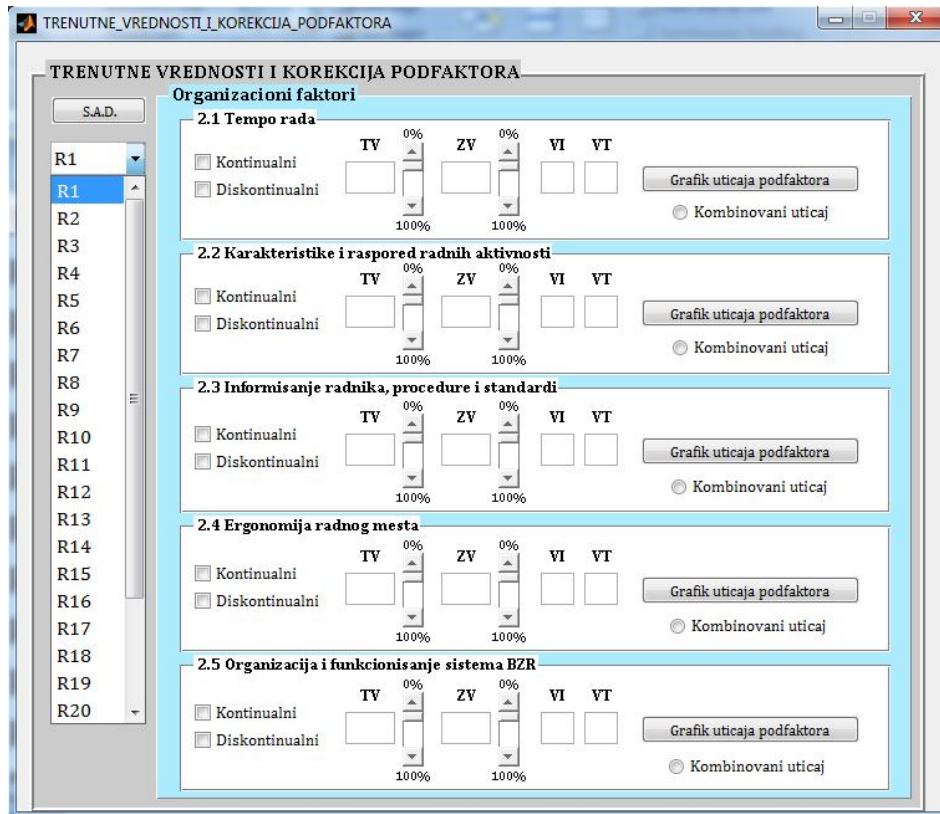 TRENUTNE_VREDNOSTI_I_KOREKCIJA_PODFAKTORA
TRENUTNE VREDNOSTI I KOREKCIJA PODFAKTORA
S.A.D.
R1
R1
R2
R3
R4
R5
R6
R7
R8
R9
R10
R11
R12
R13
R14
R15
R16
R17
R18
R19
R20
Organizacioni faktori
2.1 Tempo rada
Kontinualni
Diskontinualni
TV 0% ZV 0% VI VT
100% 100%
Grafik uticaja podfaktora
Kombinovani uticaj
2.2 Karakteristike i raspored radnih aktivnosti
Kontinualni
Diskontinualni
TV 0% ZV 0% VI VT
100% 100%
Grafik uticaja podfaktora
Kombinovani uticaj
2.3 Informisanje radnika, procedure i standardi
Kontinualni
Diskontinualni
TV 0% ZV 0% VI VT
100% 100%
Grafik uticaja podfaktora
Kombinovani uticaj
2.4 Ergonomija radnog mesta
Kontinualni
Diskontinualni
TV 0% ZV 0% VI VT
100% 100%
Grafik uticaja podfaktora
Kombinovani uticaj
2.5 Organizacija i funkcionisanje sistema BZR
Kontinualni
Diskontinualni
TV 0% ZV 0% VI VT
100% 100%
Grafik uticaja podfaktora
Kombinovani uticaj